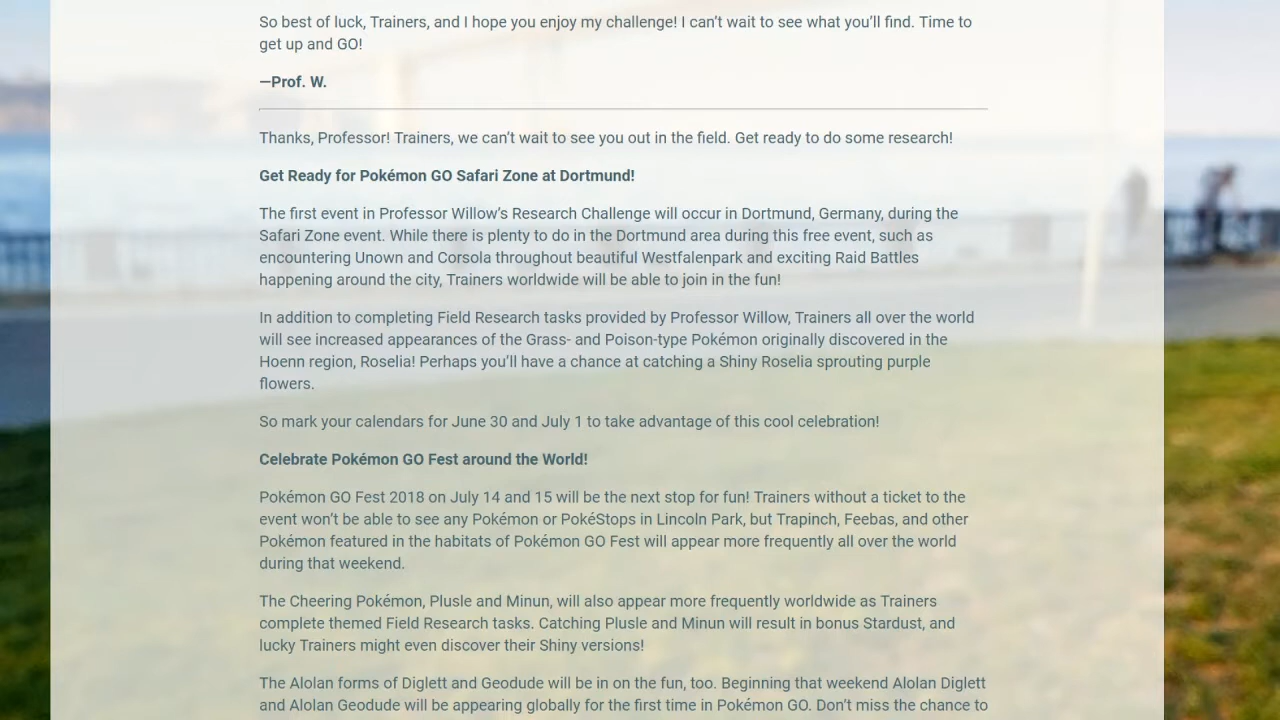 So best of luck, Trainers, and I hope you enjoy my challenge! I can’t wait to see what you’ll find. Time to
get up and GO!
—Prof. W.
Thanks, Professor! Trainers, we can’t wait to see you out in the field. Get ready to do some research!
Get Ready for Pokémon GO Safari Zone at Dortmund!
The first event in Professor Willow’s Research Challenge will occur in Dortmund, Germany, during the
Safari Zone event. While there is plenty to do in the Dortmund area during this free event, such as
encountering Unown and Corsola throughout beautiful Westfalenpark and exciting Raid Battles
happening around the city, Trainers worldwide will be able to join in the fun!
In addition to completing Field Research tasks provided by Professor Willow, Trainers all over the world
will see increased appearances of the Grass- and Poison-type Pokémon originally discovered in the
Hoenn region, Roselia! Perhaps you’ll have a chance at catching a Shiny Roselia sprouting purple
flowers.
So mark your calendars for June 30 and July 1 to take advantage of this cool celebration!
Celebrate Pokémon GO Fest around the World!
Pokémon GO Fest 2018 on July 14 and 15 will be the next stop for fun! Trainers without a ticket to the
event won’t be able to see any Pokémon or PokéStops in Lincoln Park, but Trapinch, Feebas, and other
Pokémon featured in the habitats of Pokémon GO Fest will appear more frequently all over the world
during that weekend.
The Cheering Pokémon, Plusle and Minun, will also appear more frequently worldwide as Trainers
complete themed Field Research tasks. Catching Plusle and Minun will result in bonus Stardust, and
lucky Trainers might even discover their Shiny versions!
The Alolan forms of Diglett and Geodude will be in on the fun, too. Beginning that weekend Alolan Diglett
and Alolan Geodude will be appearing globally for the first time in Pokémon GO. Don’t miss the chance to